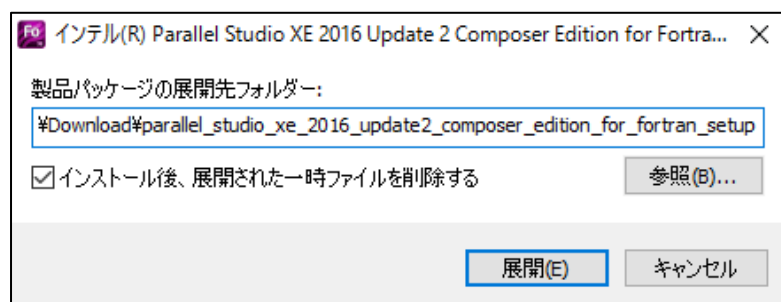 Fo インテル(R) Parallel Studio XE 2016 Update 2 Composer Edition for Fortra...
製品パッケージの展開先フォルダー:
¥Download¥parallel_studio_xe_2016_update2_composer_edition_for_fortran_setup
インストール後、展開された一時ファイルを削除する 参照(B)...
展開(E) キャンセル